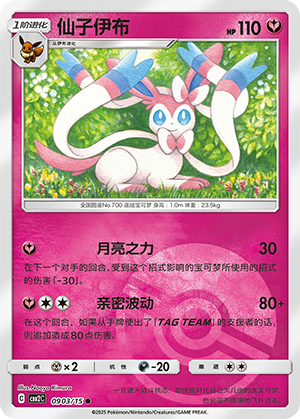 1阶进化
仙子伊布
HP 110
从伊布进化
全国图鉴No.700 连结宝可梦 身高：1.0m 体重：23.5kg
月亮之力 30
在下一个对手的回合，受到这个招式影响的宝可梦所使用的招式
的伤害「-30」。
亲密波动 80+
在这个回合，如果从手牌使出了「TAG TEAM」的支援者的话，
则追加造成80点伤害。
弱点 ×2 抵抗力 -20 撤退
Illus. Naoyo Kimura
C CSM2C 0903/15
©2025 Pokémon/Nintendo/Creatures/GAME FREAK.